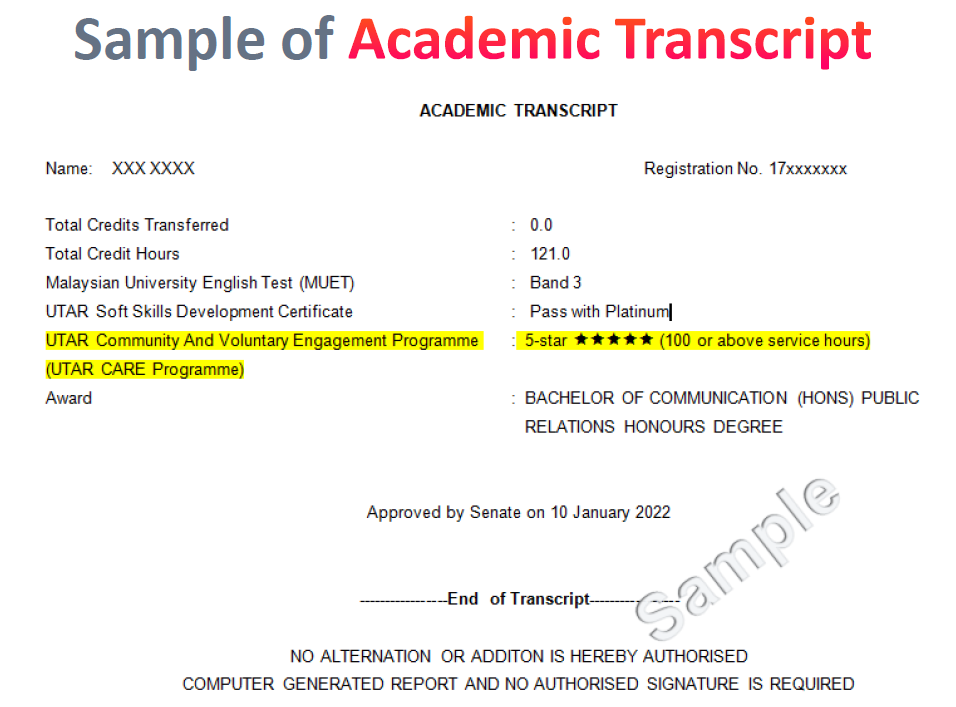 Sample of Academic Transcript
ACADEMIC TRANSCRIPT
Name: XXX XXXX Registration No. 17xxxxxxx
Total Credits Transferred : 0.0
Total Credit Hours : 121.0
Malaysian University English Test (MUET) : Band 3
UTAR Soft Skills Development Certificate : Pass with Platinum
UTAR Community And Voluntary Engagement Programme : 5-star ★★★★★ (100 or above service hours)
(UTAR CARE Programme)
Award : BACHELOR OF COMMUNICATION (HONS) PUBLIC
RELATIONS HONOURS DEGREE
Approved by Senate on 10 January 2022
Sample
-----------------End of Transcript-----------------
NO ALTERNATION OR ADDITON IS HEREBY AUTHORISED
COMPUTER GENERATED REPORT AND NO AUTHORISED SIGNATURE IS REQUIRED